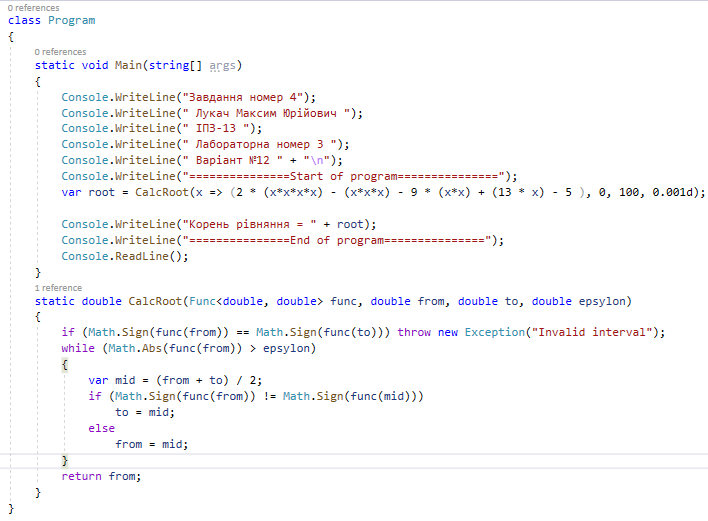 0 references
class Program
{
0 references
static void Main(string[] args)
{
Console.WriteLine("Завдання номер 4");
Console.WriteLine(" Лукач Максим Юрійович ");
Console.WriteLine(" ІПЗ-13 ");
Console.WriteLine(" Лабораторна номер 3 ");
Console.WriteLine(" Варіант №12 " + "\n");
Console.WriteLine("===============Start of program===============");
var root = CalcRoot(x => (2 * (x*x*x*x) - (x*x*x) - 9 * (x*x) + (13 * x) - 5 ), 0, 100, 0.001d);
Console.WriteLine("Корень рівняння = " + root);
Console.WriteLine("===============End of program===============");
Console.ReadLine();
}
1 reference
static double CalcRoot(Func<double, double> func, double from, double to, double epsylon)
{
if (Math.Sign(func(from)) == Math.Sign(func(to))) throw new Exception("Invalid interval");
while (Math.Abs(func(from)) > epsylon)
{
var mid = (from + to) / 2;
if (Math.Sign(func(from)) != Math.Sign(func(mid)))
to = mid;
else
from = mid;
}
return from;
}
}